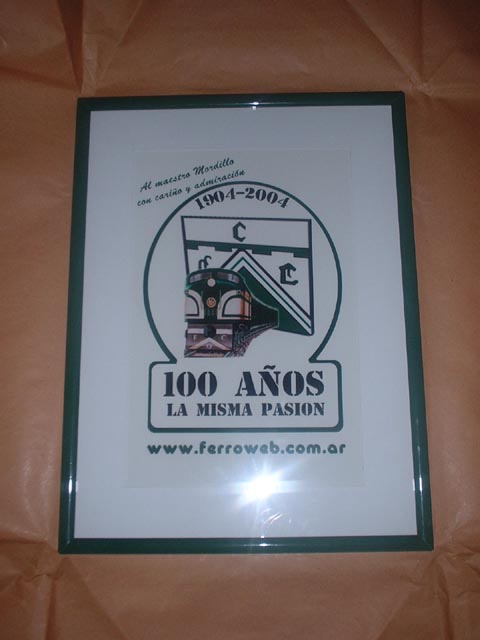 Al maestro Mordillo
con cariño y admiración
1904-2004
C
C C
100 AÑOS
LA MISMA PASION
www.ferroweb.com.ar